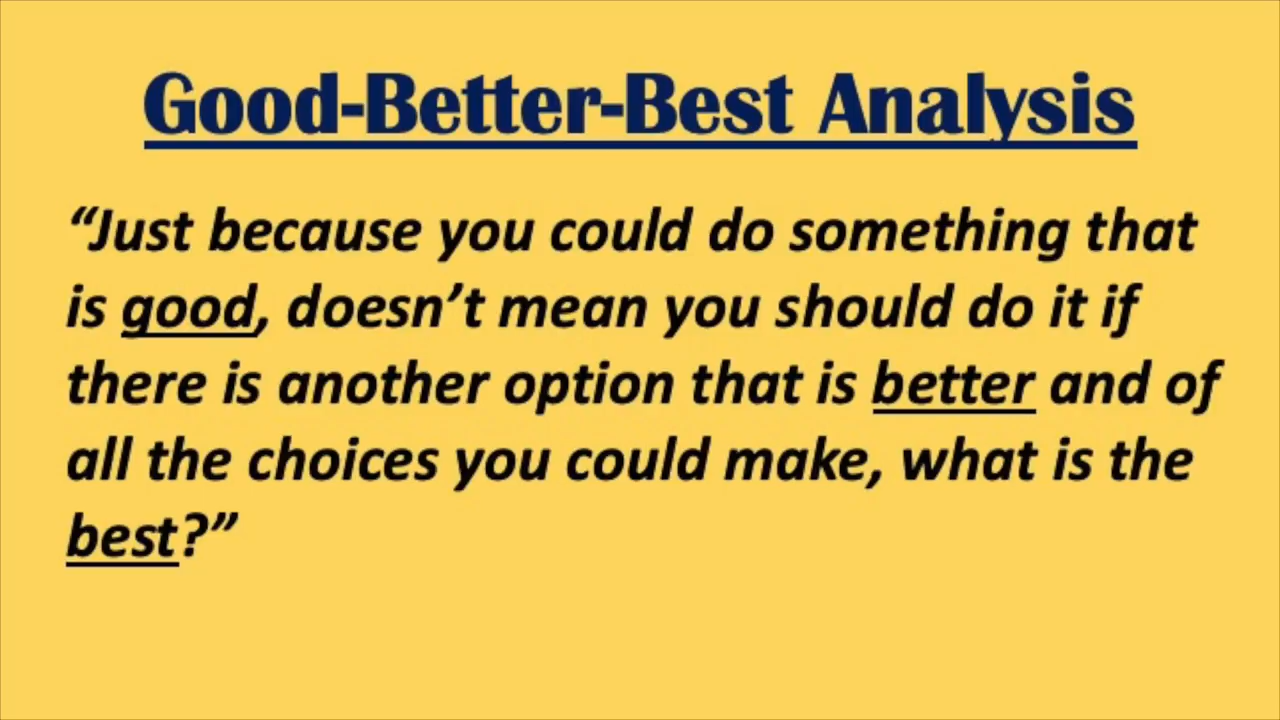 Good-Better-Best Analysis
“Just because you could do something that
is good, doesn’t mean you should do it if
there is another option that is better and of
all the choices you could make, what is the
best?”